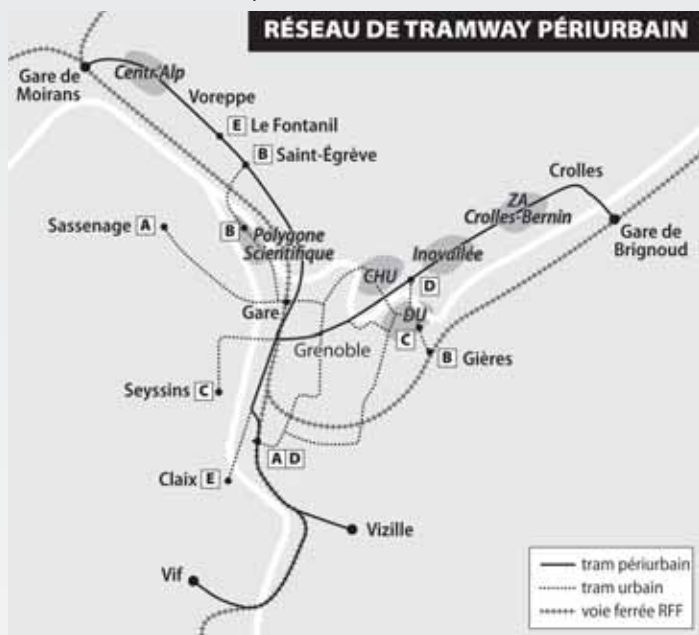 RÉSEAU DE TRAMWAY PÉRIURBAIN
Gare de
Moirans
Centr'Alp
Voreppe
E Le Fontanil
B Saint-Égrève
Crolles
ZA
Crolles-Bernin
Sassenage A
B
Polygone
Scientifique
Inovallée
Gare de
Brignoud
CHU
D
Gare
DU
C
Grenoble
B Gières
Seyssins C
A D
Claix E
Vizille
Vif
tram périurbain
tram urbain
voie ferrée RFF